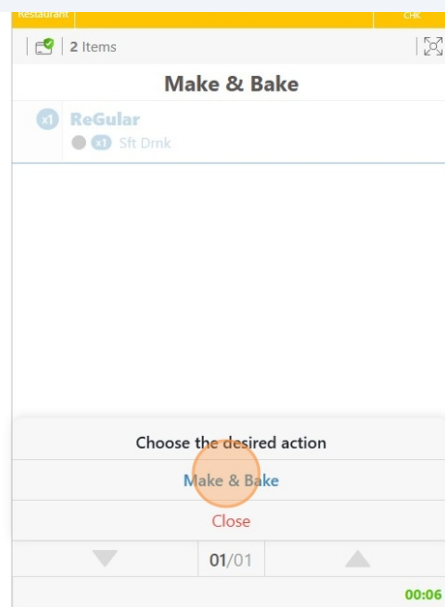 Restaurant CHK
2 Items
Make & Bake
x1 ReGular
x1 Sft Drnk
Choose the desired action
Make & Bake
Close
01/01
00:06